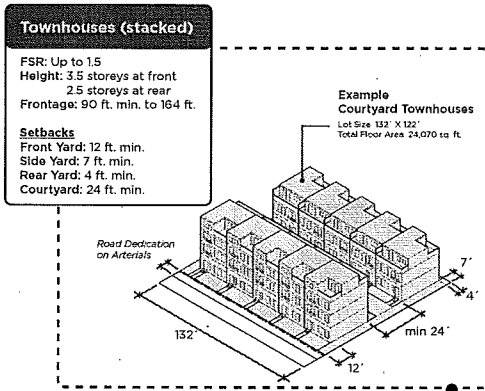 Townhouses (stacked)
FSR: Up to 1.5
Height: 3.5 storeys at front
2.5 storeys at rear
Frontage: 90 ft. min. to 164 ft.
Setbacks
Front Yard: 12 ft. min.
Side Yard: 7 ft. min.
Rear Yard: 4 ft. min.
Courtyard: 24 ft. min.
Example
Courtyard Townhouses
Lot Size 132' X 122'
Total Floor Area 24,070 sq. ft.
Road Dedication
on Arterials
7'
4'
min 24'
132'
12'